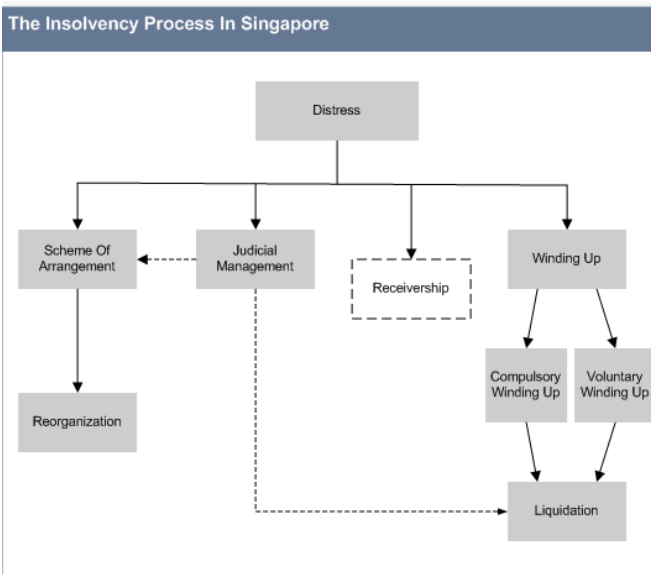 The Insolvency Process In Singapore
Distress
Scheme Of
Arrangement
Judicial
Management
Receivership
Winding Up
Compulsory
Winding Up
Voluntary
Winding Up
Reorganization
Liquidation